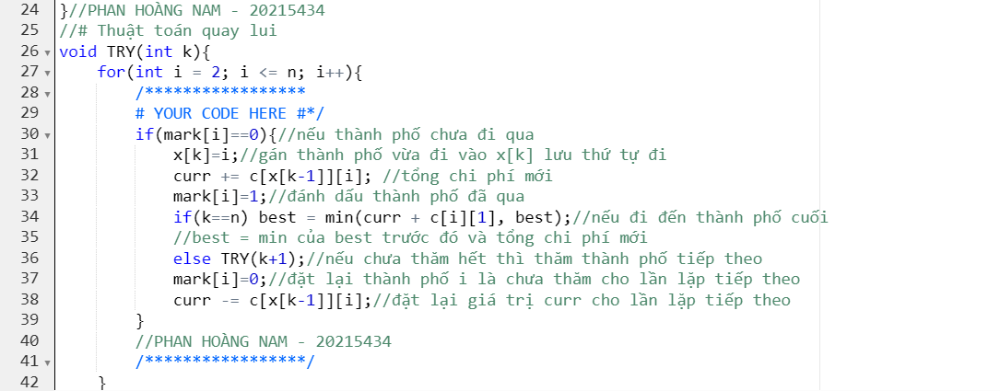 24 }//PHAN HOÀNG NAM - 20215434
25 //# Thuật toán quay lui
26 void TRY(int k){
27 for(int i = 2; i <= n; i++){
28 /*****************
29 # YOUR CODE HERE #*/
30 if(mark[i]==0){//nếu thành phố chưa đi qua
31 x[k]=i;//gán thành phố vừa đi vào x[k] lưu thứ tự đi
32 curr += c[x[k-1]][i]; //tổng chi phí mới
33 mark[i]=1;//đánh dấu thành phố đã qua
34 if(k==n) best = min(curr + c[i][1], best);//nếu đi đến thành phố cuối
35 //best = min của best trước đó và tổng chi phí mới
36 else TRY(k+1);//nếu chưa thăm hết thì thăm thành phố tiếp theo
37 mark[i]=0;//đặt lại thành phố i là chưa thăm cho lần lặp tiếp theo
38 curr -= c[x[k-1]][i];//đặt lại giá trị curr cho lần lặp tiếp theo
39 }
40 //PHAN HOÀNG NAM - 20215434
41 /*****************/
42 }